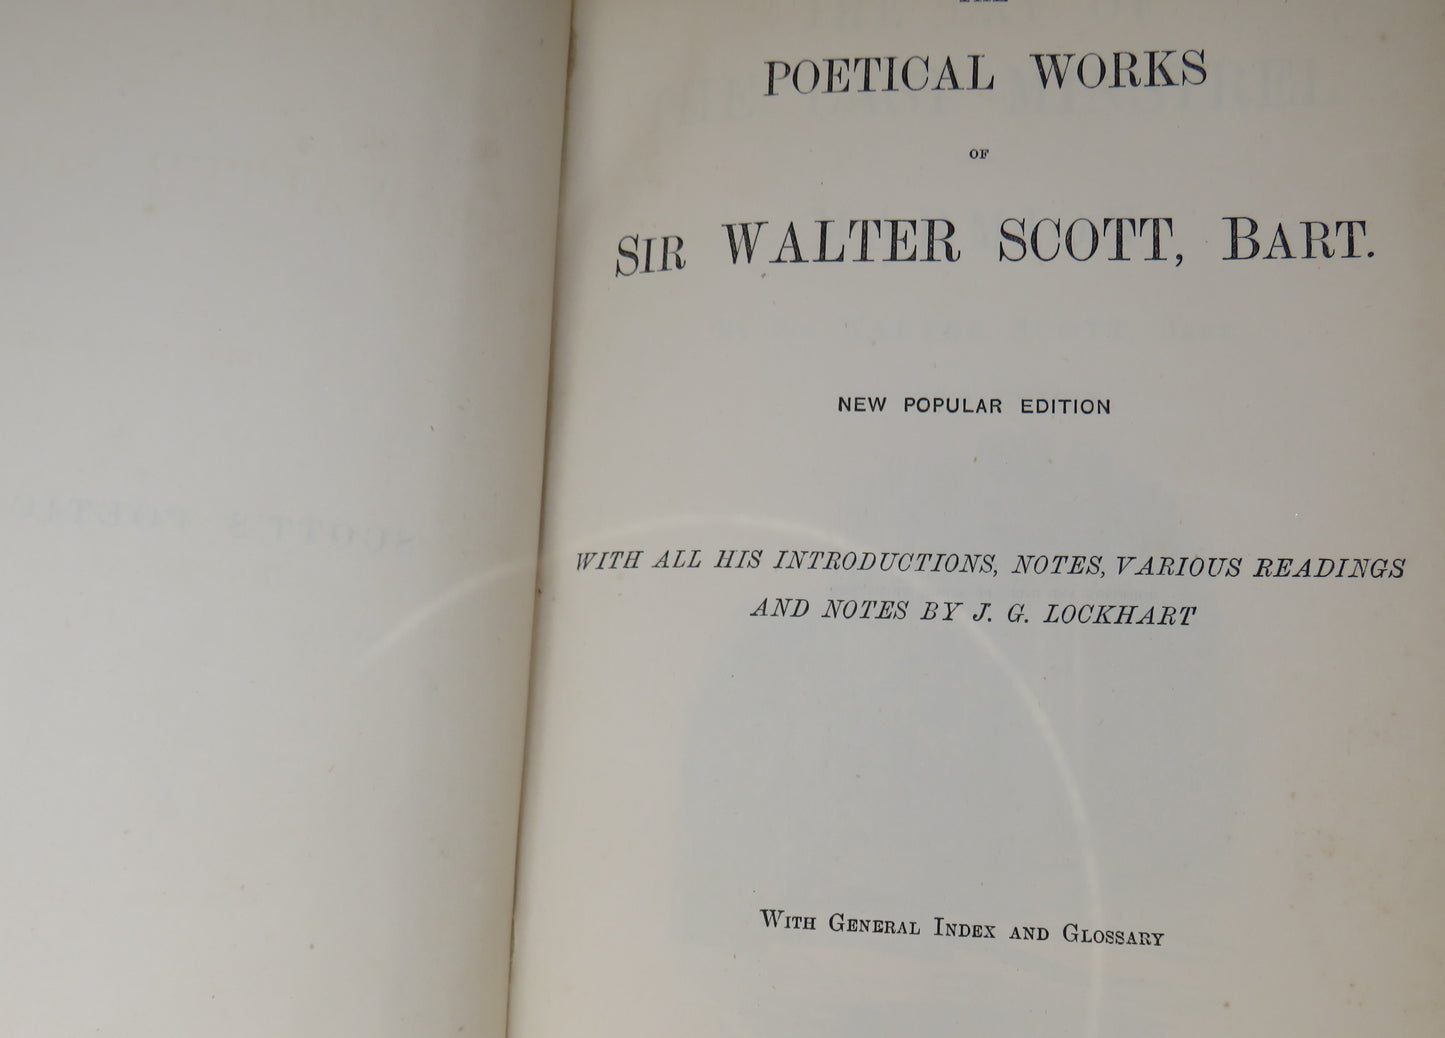 THE
POETICAL WORKS
OF
SIR WALTER SCOTT, BART.
NEW POPULAR EDITION
WITH ALL HIS INTRODUCTIONS, NOTES, VARIOUS READINGS
AND NOTES BY J. G. LOCKHART
WITH GENERAL INDEX AND GLOSSARY